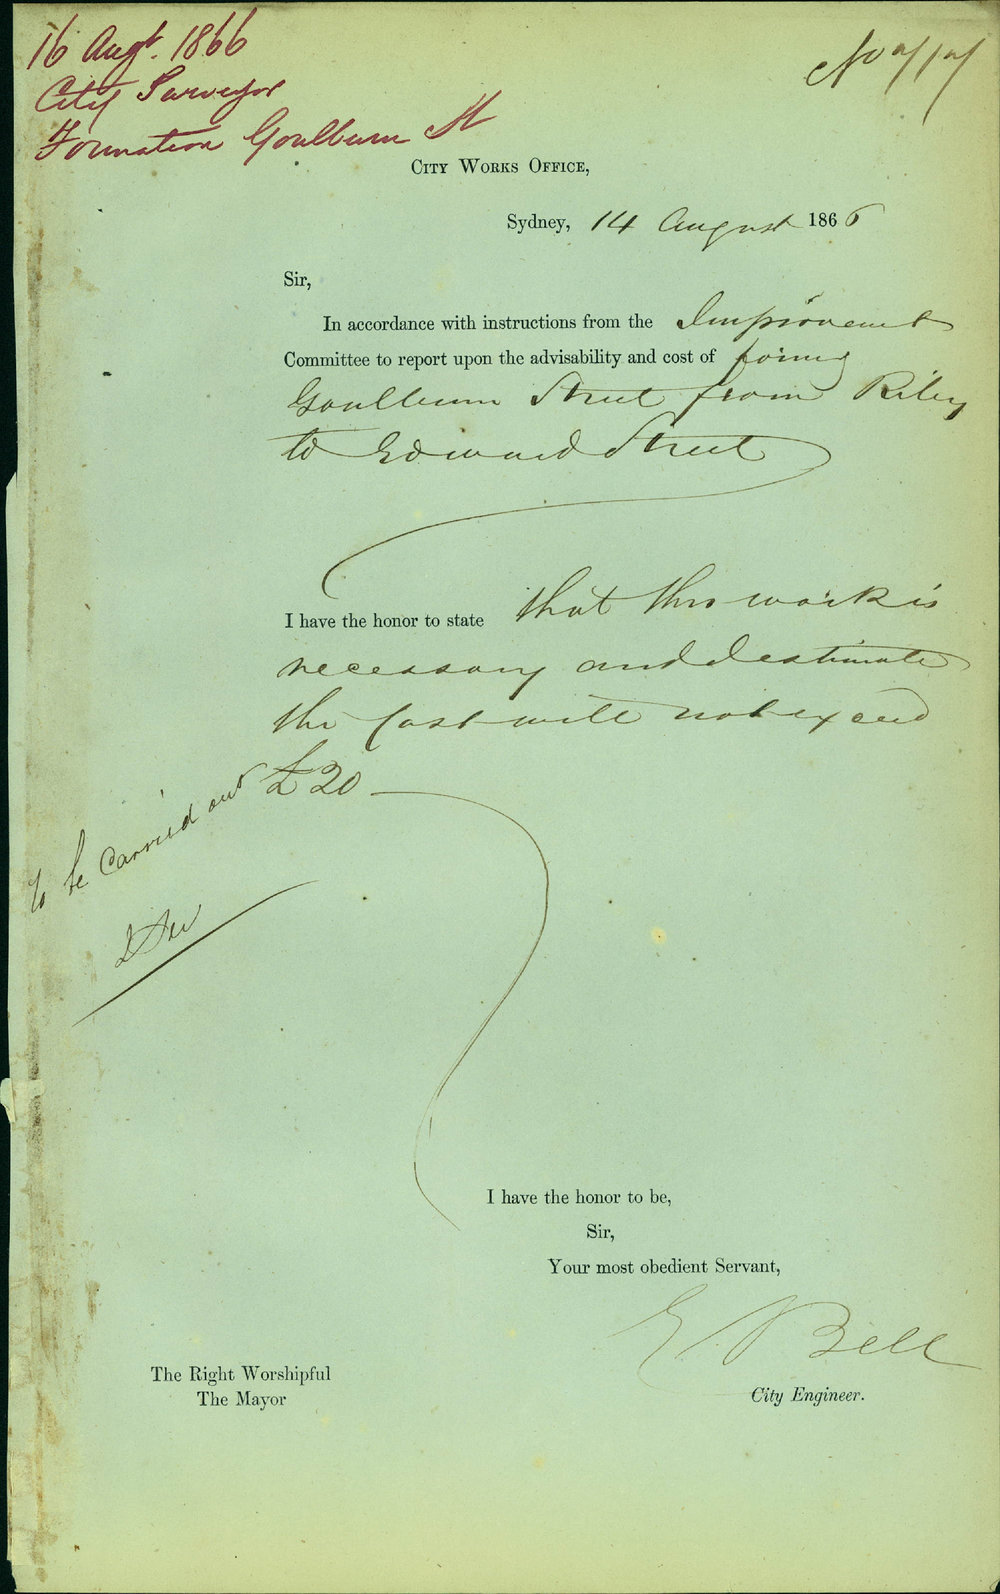 16 Augt. 1866
City Surveyor
Formation Goulburn St
No
City Works Office,
Sydney, 14 August 1866
Sir,
In accordance with instructions from the Improvement
Committee to report upon the advisability and cost of
Goulburn Street from Riley
to Edward Street
I have the honor to state that this work is
necessary and I estimate
the cost will not exceed
£20
to be carried out
I have the honor to be,
Sir,
Your most obedient Servant,
E Bell
The Right Worshipful
The Mayor
City Engineer.